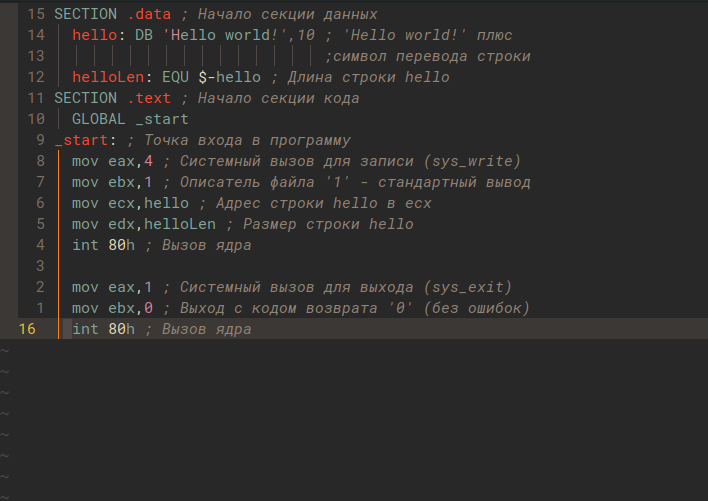 15 SECTION .data ; Начало секции данных
14 hello: DB 'Hello world!',10 ; 'Hello world!' плюс
13 ;символ перевода строки
12 helloLen: EQU $-hello ; Длина строки hello
11 SECTION .text ; Начало секции кода
10 GLOBAL _start
9 _start: ; Точка входа в программу
8 mov eax,4 ; Системный вызов для записи (sys_write)
7 mov ebx,1 ; Описатель файла '1' - стандартный вывод
6 mov ecx,hello ; Адрес строки hello в ecx
5 mov edx,helloLen ; Размер строки hello
4 int 80h ; Вызов ядра
3
2 mov eax,1 ; Системный вызов для выхода (sys_exit)
1 mov ebx,0 ; Выход с кодом возврата '0' (без ошибок)
16 int 80h ; Вызов ядра
~
~
~
~
~
~
~
~